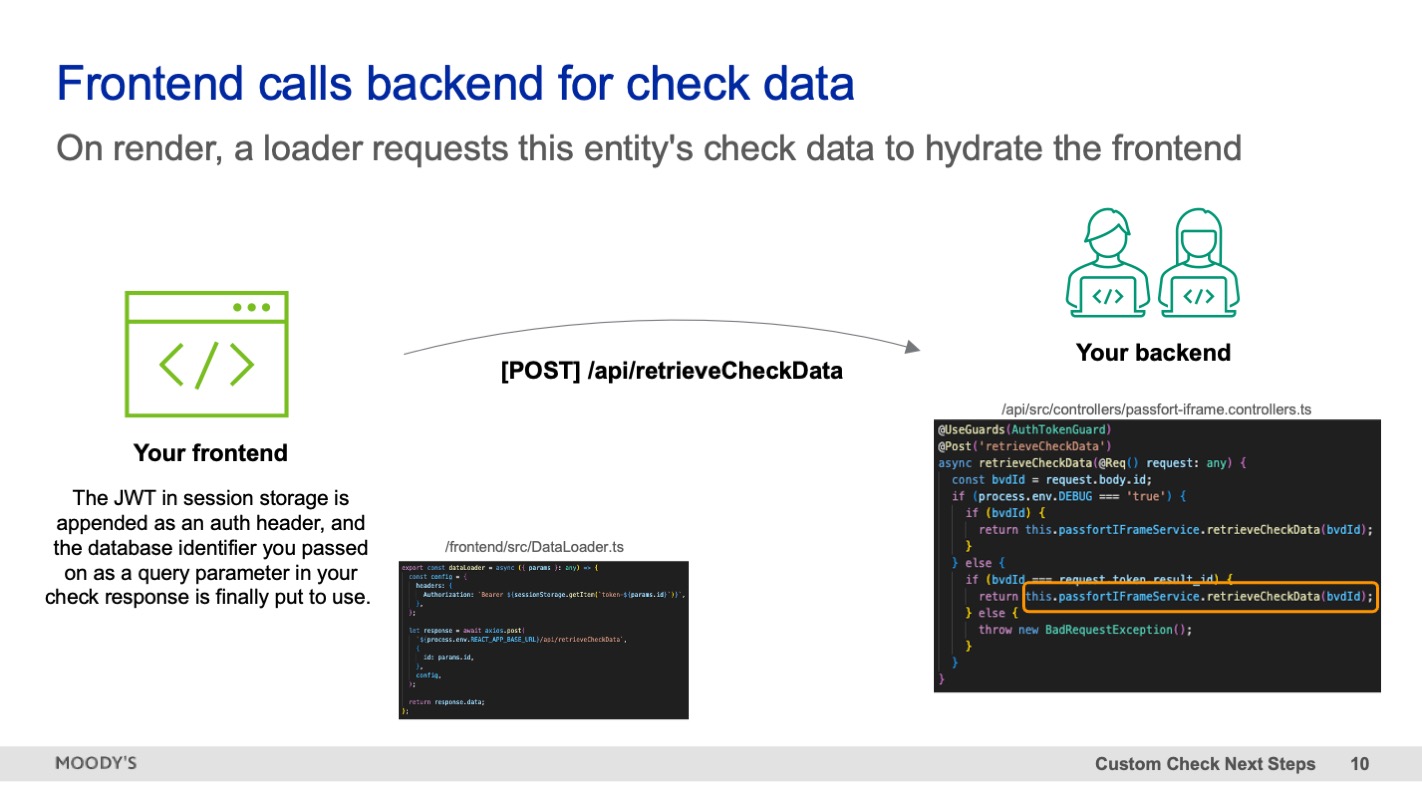 Frontend calls backend for check data
On render, a loader requests this entity's check data to hydrate the frontend
</>
Your frontend
The JWT in session storage is
appended as an auth header, and
the database identifier you passed
on as a query parameter in your
check response is finally put to use.
[POST] /api/retrieveCheckData
/frontend/src/DataLoader.ts
export const dataLoader = async ({ params }: any) => {
  const config = {
    headers: {
      Authorization: `Bearer ${sessionStorage.getItem(`token-${params.id}`)}`,
    },
  };
  let response = await axios.post(
    `${process.env.REACT_APP_BASE_URL}/api/retrieveCheckData`,
    {
      id: params.id,
    },
    config,
  );
  return response.data;
};
</>
</>
Your backend
/api/src/controllers/passfort-iframe.controllers.ts
@UseGuards(AuthTokenGuard)
@Post('retrieveCheckData')
async retrieveCheckData(@Req() request: any) {
  const bvdId = request.body.id;
  if (process.env.DEBUG === 'true') {
    if (bvdId) {
      return this.passfortIFrameService.retrieveCheckData(bvdId);
    }
  } else {
    if (bvdId === request.token.result_id) {
      return this.passfortIFrameService.retrieveCheckData(bvdId);
    } else {
      throw new BadRequestException();
    }
  }
}
MOODY'S
Custom Check Next Steps 10